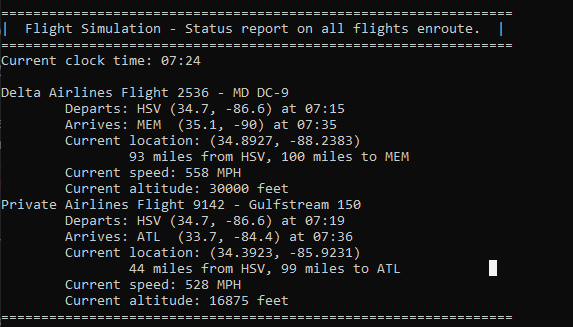 ==============================================================
|  Flight Simulation - Status report on all flights enroute.  |
==============================================================
Current clock time: 07:24
Delta Airlines Flight 2536 - MD DC-9
Departs: HSV (34.7, -86.6) at 07:15
Arrives: MEM  (35.1, -90) at 07:35
Current location: (34.8927, -88.2383)
93 miles from HSV, 100 miles to MEM
Current speed: 558 MPH
Current altitude: 30000 feet
Private Airlines Flight 9142 - Gulfstream 150
Departs: HSV (34.7, -86.6) at 07:19
Arrives: ATL  (33.7, -84.4) at 07:36
Current location: (34.3923, -85.9231)
44 miles from HSV, 99 miles to ATL
Current speed: 528 MPH
Current altitude: 16875 feet
==============================================================